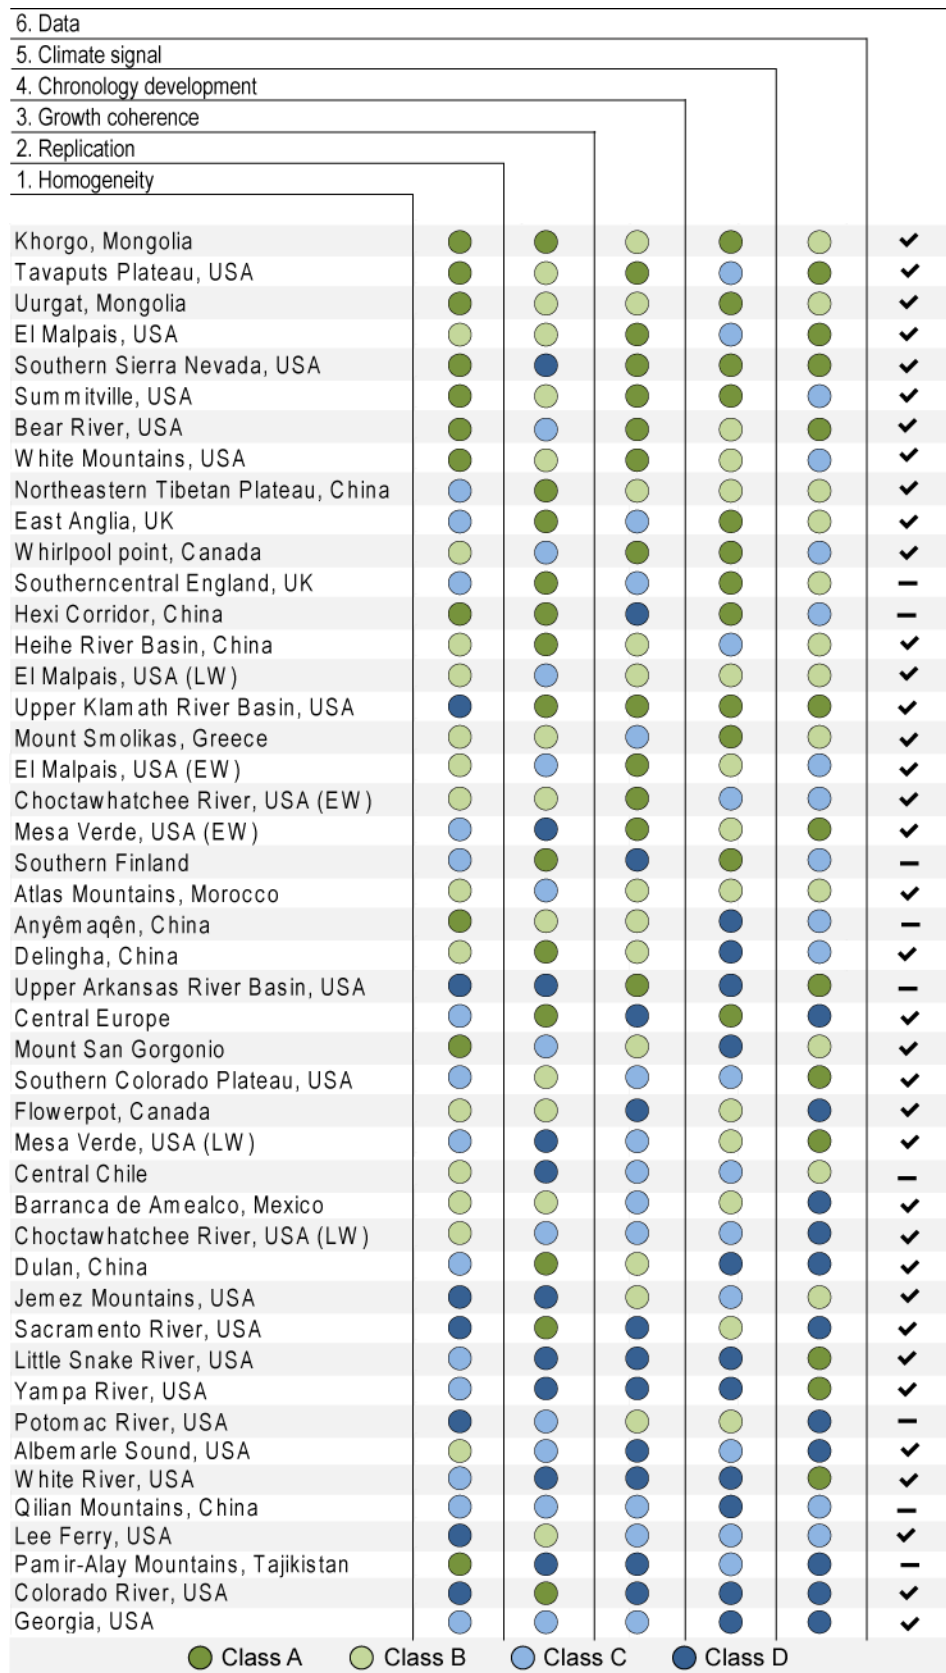 6. Data
5. Climate signal
4. Chronology development
3. Growth coherence
2. Replication
1. Homogeneity
Khorgo, Mongolia
Tavaputs Plateau, USA
Uurgat, Mongolia
El Malpais, USA
Southern Sierra Nevada, USA
Summitville, USA
Bear River, USA
White Mountains, USA
Northeastern Tibetan Plateau, China
East Anglia, UK
Whirlpool point, Canada
Southerncentral England, UK
Hexi Corridor, China
Heihe River Basin, China
El Malpais, USA (LW)
Upper Klamath River Basin, USA
Mount Smolikas, Greece
El Malpais, USA (EW)
Choctawhatchee River, USA (EW)
Mesa Verde, USA (EW)
Southern Finland
Atlas Mountains, Morocco
Anyêmaqên, China
Delingha, China
Upper Arkansas River Basin, USA
Central Europe
Mount San Gorgonio
Southern Colorado Plateau, USA
Flowerpot, Canada
Mesa Verde, USA (LW)
Central Chile
Barranca de Amealco, Mexico
Choctawhatchee River, USA (LW)
Dulan, China
Jemez Mountains, USA
Sacramento River, USA
Little Snake River, USA
Yampa River, USA
Potomac River, USA
Albemarle Sound, USA
White River, USA
Qilian Mountains, China
Lee Ferry, USA
Pamir-Alay Mountains, Tajikistan
Colorado River, USA
Georgia, USA
Class A Class B Class C Class D